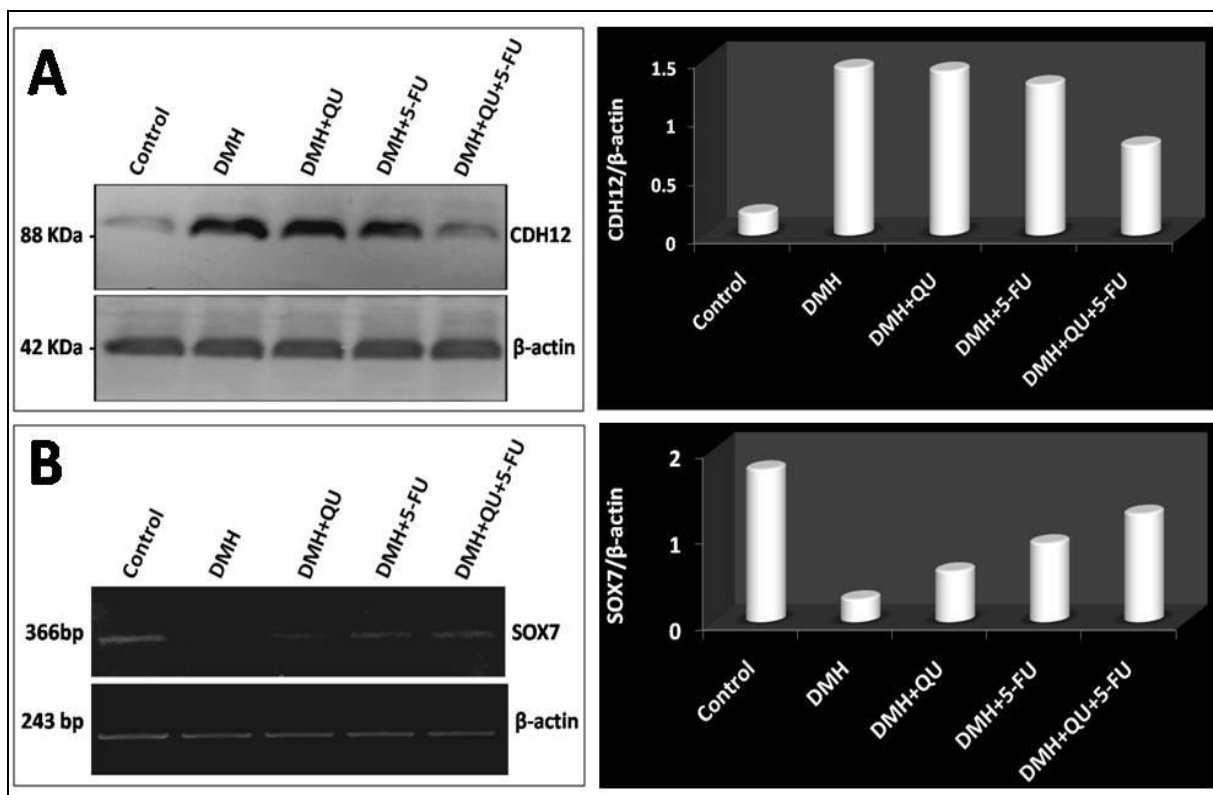 A
Control
DMH
DMH+QU
DMH+5-FU
DMH+QU+5-FU
88 KDa
CDH12
42 KDa
β-actin
CDH12/β-actin
1.5
1
0.5
0
Control
DMH
DMH+QU
DMH+5-FU
DMH+QU+5-FU
B
Control
DMH
DMH+QU
DMH+5-FU
DMH+QU+5-FU
366bp
SOX7
243 bp
β-actin
SOX7/β-actin
2
1
0
Control
DMH
DMH+QU
DMH+5-FU
DMH+QU+5-FU